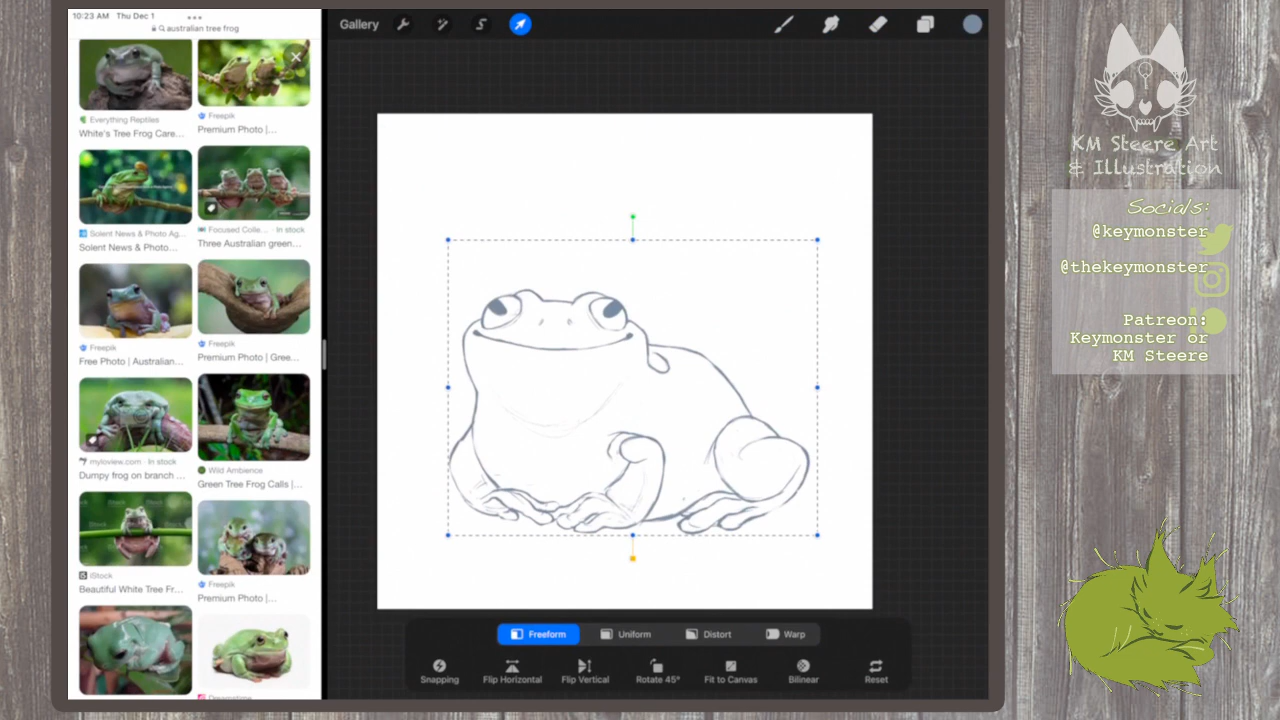 10:23 AM Thu Dec 1
australian tree frog
Everything Reptiles
White's Tree Frog Care...
Freepik
Premium Photo |...
Solent News & Photo Ag...
Solent News & Photo...
Focused Colle... · In stock
Three Australian green...
Freepik
Free Photo | Australian...
Freepik
Premium Photo | Gree...
myloview.com · In stock
Dumpy frog on branch ...
Wild Ambience
Green Tree Frog Calls |...
iStock
Beautiful White Tree Fr...
Freepik
Premium Photo |...
Dreamstime
Gallery
Freeform
Uniform
Distort
Warp
Snapping
Flip Horizontal
Flip Vertical
Rotate 45°
Fit to Canvas
Bilinear
Reset
KM Steere Art
& Illustration
Socials:
@keymonster
@thekeymonster
Patreon:
Keymonster or
KM Steere